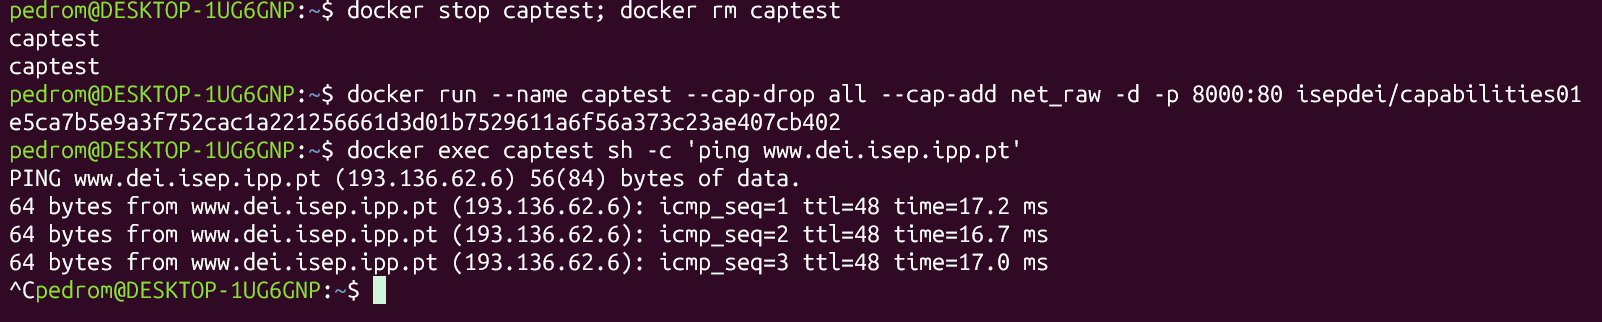 pedrom@DESKTOP-1UG6GNP:~$ docker stop captest; docker rm captest
captest
captest
pedrom@DESKTOP-1UG6GNP:~$ docker run --name captest --cap-drop all --cap-add net_raw -d -p 8000:80 isepdei/capabilities01
e5ca7b5e9a3f752cac1a221256661d3d01b7529611a6f56a373c23ae407cb402
pedrom@DESKTOP-1UG6GNP:~$ docker exec captest sh -c 'ping www.dei.isep.ipp.pt'
PING www.dei.isep.ipp.pt (193.136.62.6) 56(84) bytes of data.
64 bytes from www.dei.isep.ipp.pt (193.136.62.6): icmp_seq=1 ttl=48 time=17.2 ms
64 bytes from www.dei.isep.ipp.pt (193.136.62.6): icmp_seq=2 ttl=48 time=16.7 ms
64 bytes from www.dei.isep.ipp.pt (193.136.62.6): icmp_seq=3 ttl=48 time=17.0 ms
^Cpedrom@DESKTOP-1UG6GNP:~$